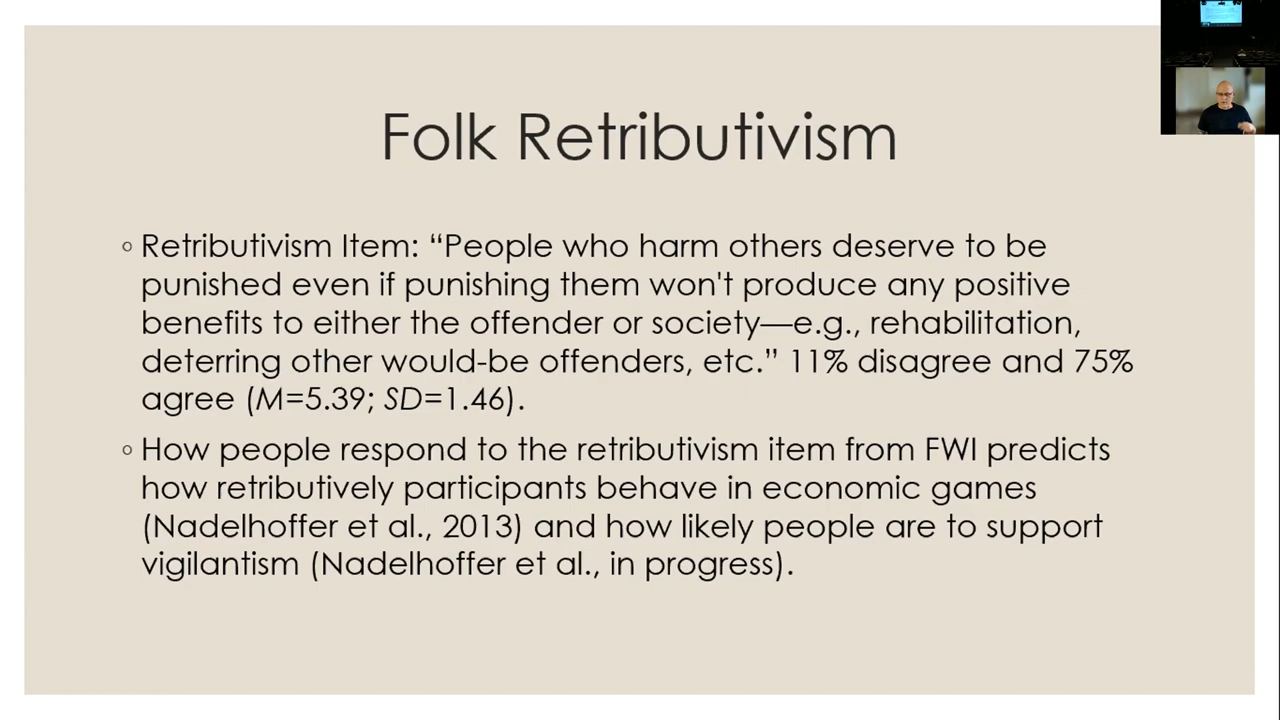 Folk Retributivism
◦ Retributivism Item: “People who harm others deserve to be
punished even if punishing them won't produce any positive
benefits to either the offender or society—e.g., rehabilitation,
deterring other would-be offenders, etc.” 11% disagree and 75%
agree (M=5.39; SD=1.46).
◦ How people respond to the retributivism item from FWI predicts
how retributively participants behave in economic games
(Nadelhoffer et al., 2013) and how likely people are to support
vigilantism (Nadelhoffer et al., in progress).